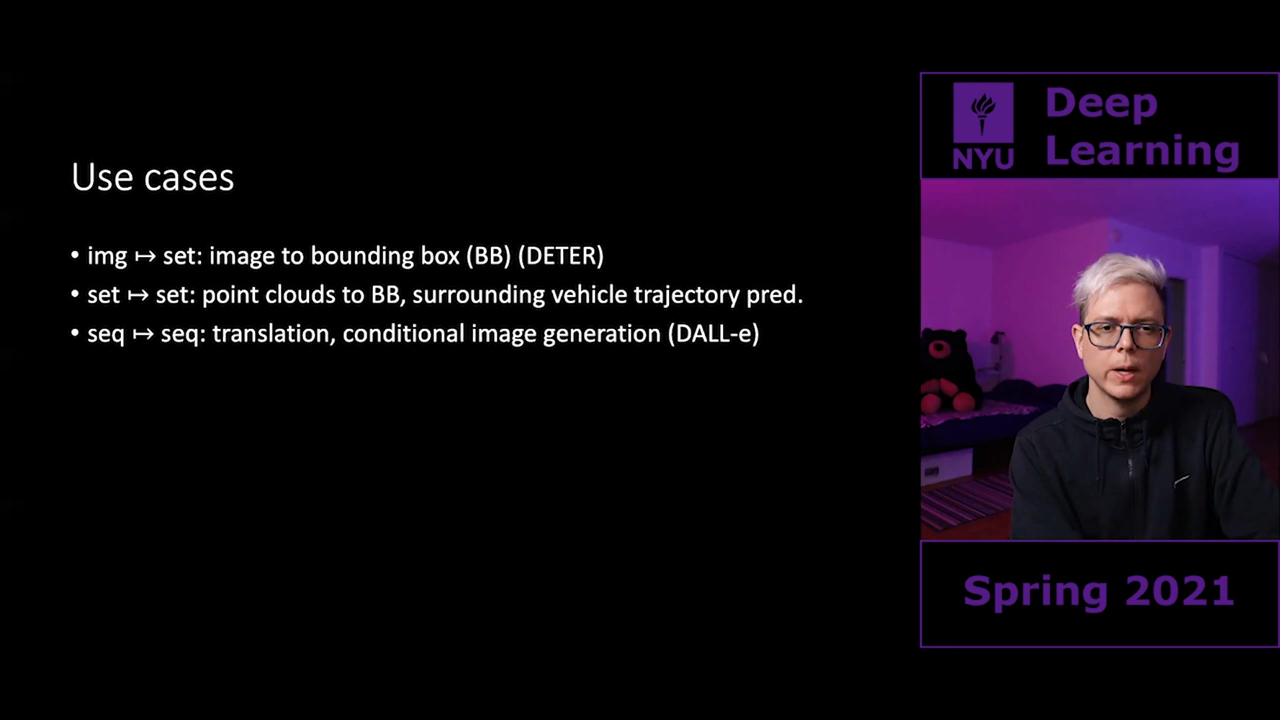 Use cases
• img ↦ set: image to bounding box (BB) (DETER)
• set ↦ set: point clouds to BB, surrounding vehicle trajectory pred.
• seq ↦ seq: translation, conditional image generation (DALL-e)
NYU
Deep
Learning
Spring 2021